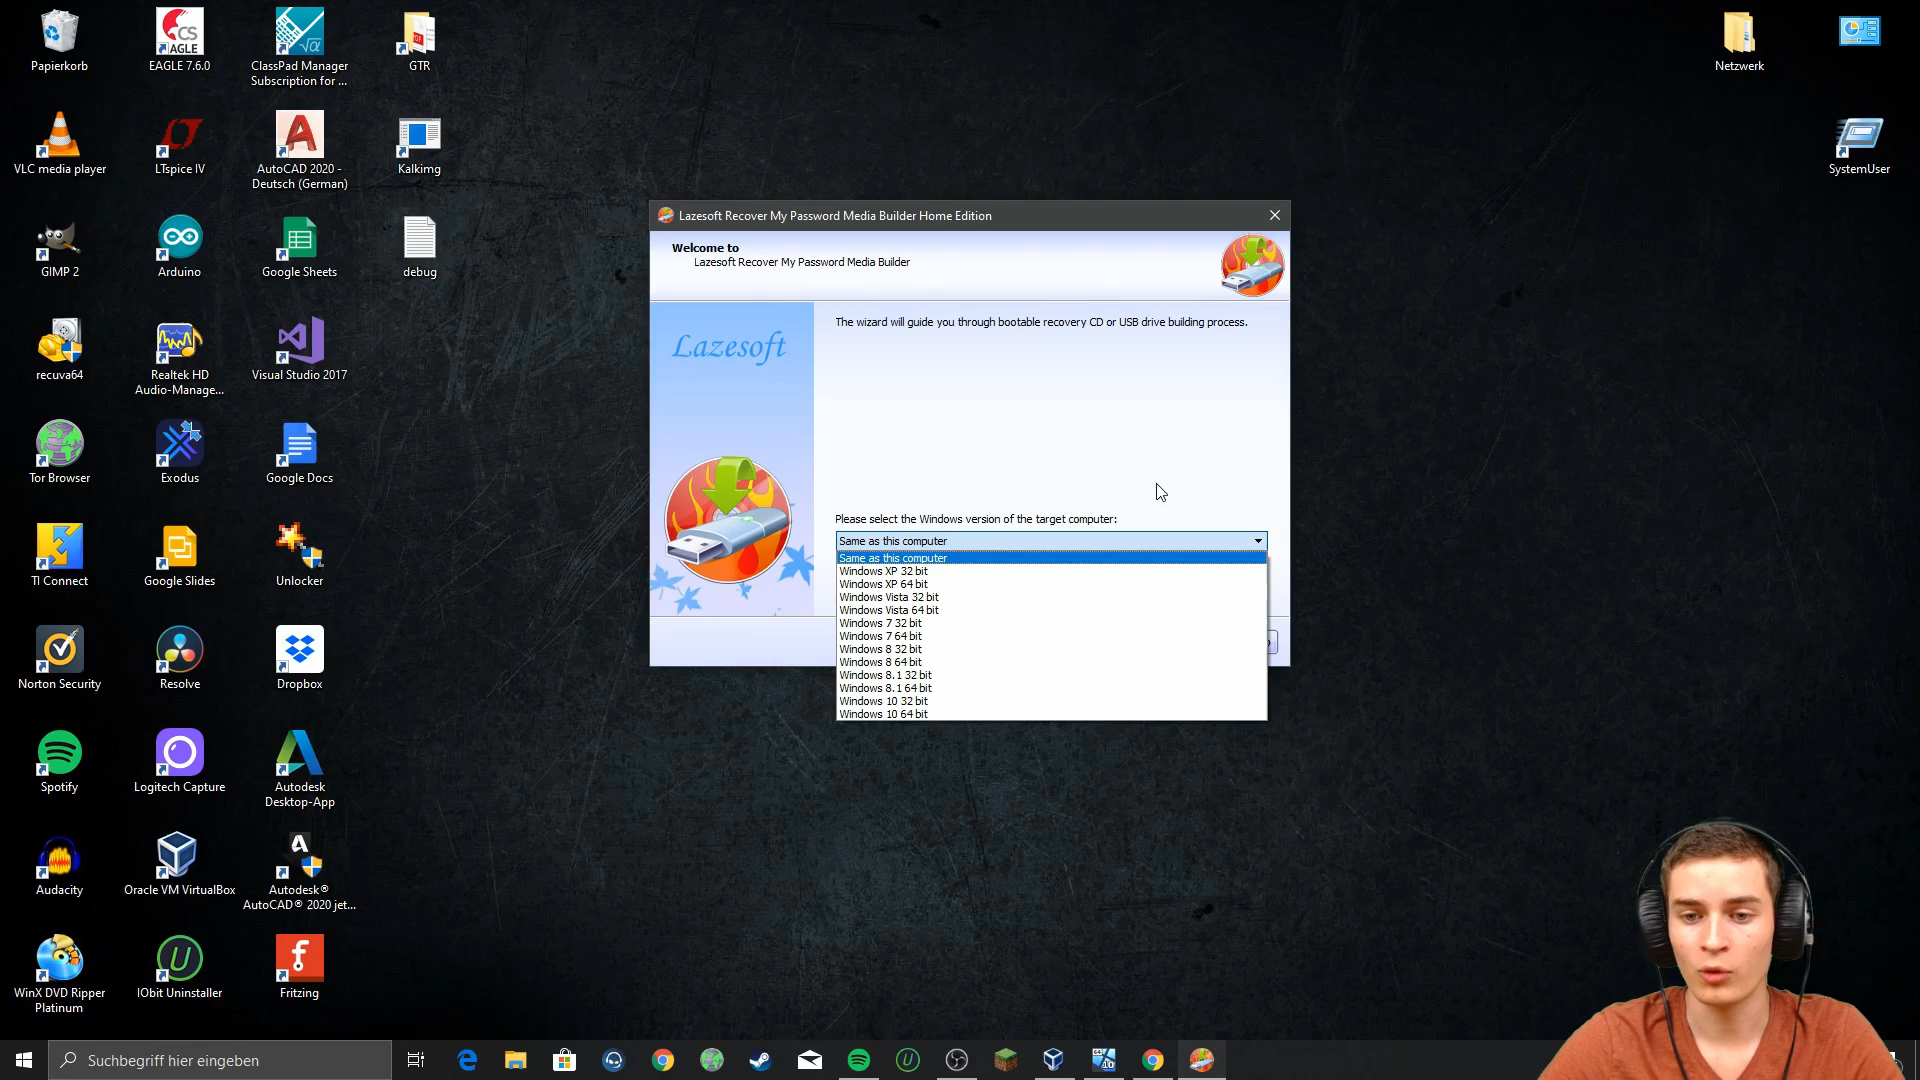 Papierkorb
EAGLE 7.6.0
ClassPad Manager
Subscription for ...
GTR
VLC media player
LTspice IV
AutoCAD 2020 -
Deutsch (German)
Kalkimg
GIMP 2
Arduino
Google Sheets
debug
recuva64
Realtek HD
Audio-Manage...
Visual Studio 2017
Tor Browser
Exodus
Google Docs
TI Connect
Google Slides
Unlocker
Norton Security
Resolve
Dropbox
Spotify
Logitech Capture
Autodesk
Desktop-App
Audacity
Oracle VM VirtualBox
Autodesk®
AutoCAD® 2020 jet...
WinX DVD Ripper
Platinum
IObit Uninstaller
Fritzing
Netzwerk
SystemUser
Lazesoft Recover My Password Media Builder Home Edition
Welcome to
Lazesoft Recover My Password Media Builder
Lazesoft
The wizard will guide you through bootable recovery CD or USB drive building process.
Please select the Windows version of the target computer:
Same as this computer
Same as this computer
Windows XP 32 bit
Windows XP 64 bit
Windows Vista 32 bit
Windows Vista 64 bit
Windows 7 32 bit
Windows 7 64 bit
Windows 8 32 bit
Windows 8 64 bit
Windows 8.1 32 bit
Windows 8.1 64 bit
Windows 10 32 bit
Windows 10 64 bit
Suchbegriff hier eingeben